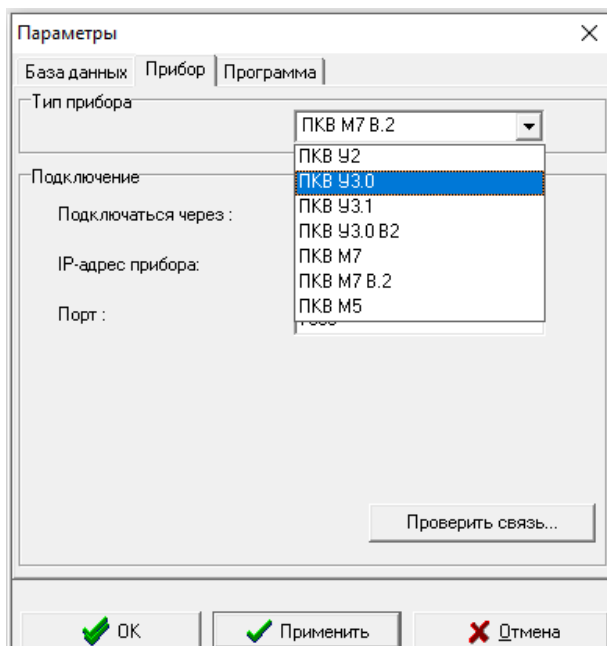 Параметры
База данных Прибор Программа
Тип прибора
ПКВ М7 В.2
ПКВ У2
Подключение
ПКВ У3.0
Подключаться через :
ПКВ У3.1
ПКВ У3.0 В2
IP-адрес прибора:
ПКВ М7
ПКВ М7 В.2
Порт :
ПКВ М5
Проверить связь...
ОК Применить Отмена